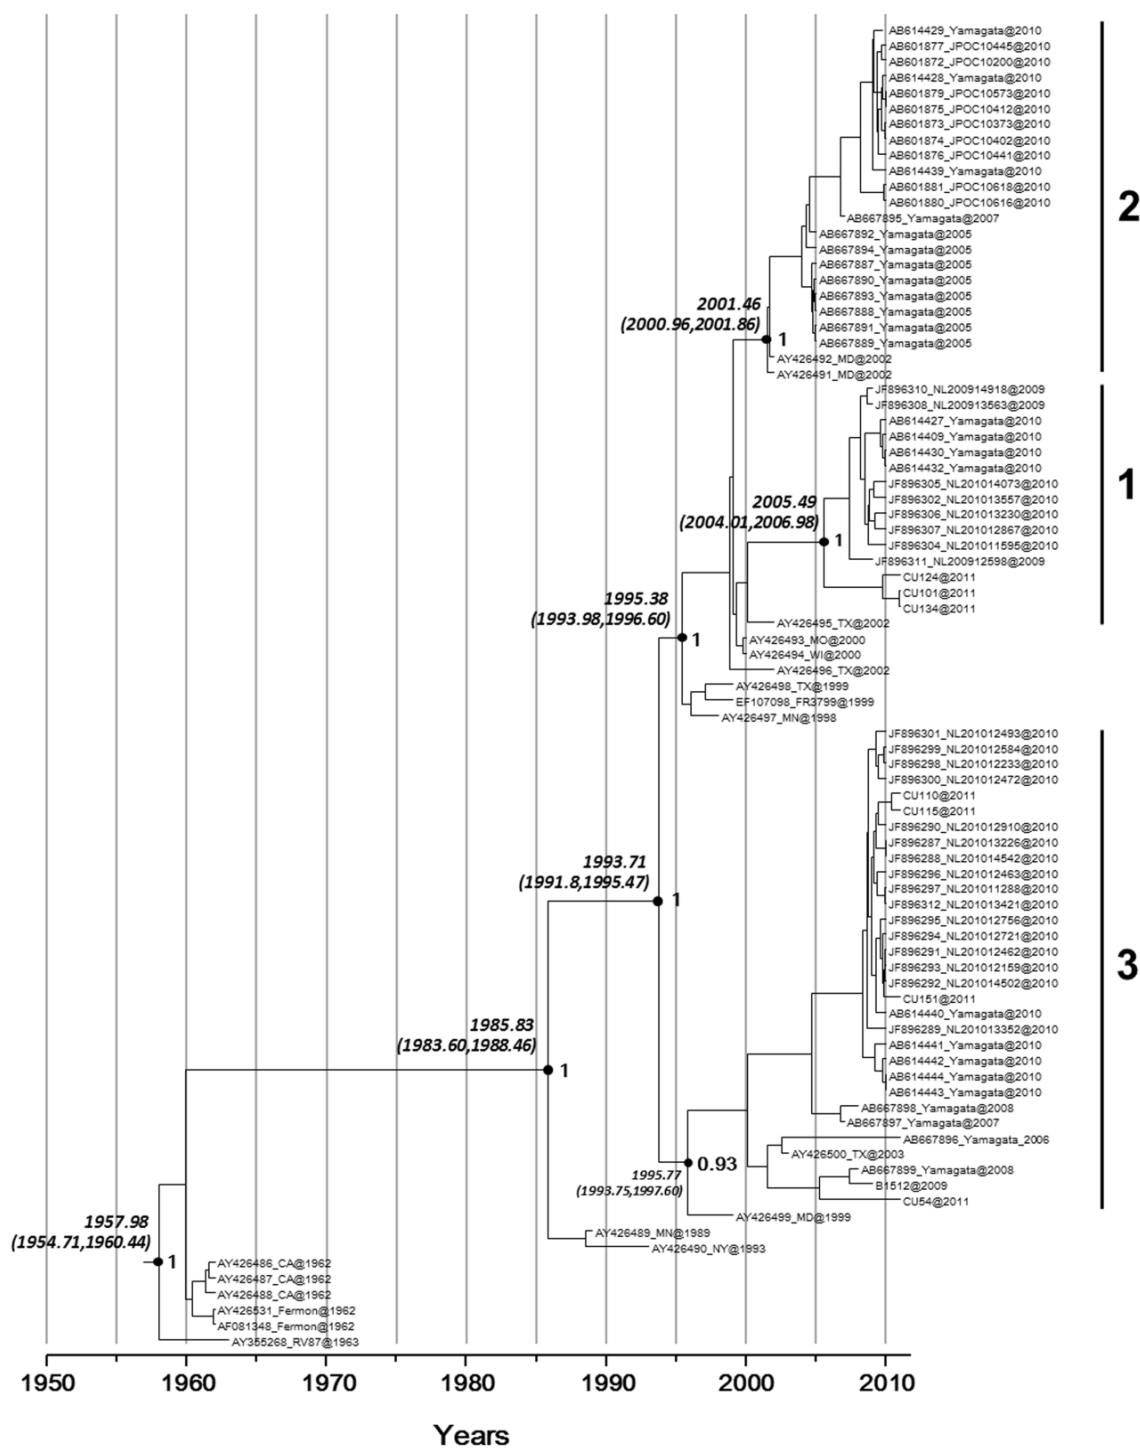 AB614429_Yamagata@2010
AB601877_JPOC10445@2010
AB601872_JPOC10200@2010
AB614428_Yamagata@2010
AB601879_JPOC10573@2010
AB601875_JPOC10412@2010
AB601873_JPOC10373@2010
AB601874_JPOC10402@2010
AB601876_JPOC10441@2010
AB614439_Yamagata@2010
AB601881_JPOC10618@2010
AB601880_JPOC10616@2010
2
AB667895_Yamagata@2007
AB667892_Yamagata@2005
AB667894_Yamagata@2005
AB667887_Yamagata@2005
AB667890_Yamagata@2005
AB667893_Yamagata@2005
2001.46
AB667888_Yamagata@2005
(2000.96,2001.86)
AB667891_Yamagata@2005
1
AB667889_Yamagata@2005
AY426492_MD@2002
AY426491_MD@2002
JF896310_NL200914918@2009
JF896308_NL200913563@2009
AB614427_Yamagata@2010
AB614409_Yamagata@2010
AB614430_Yamagata@2010
AB614432_Yamagata@2010
JF896305_NL201014073@2010
1
JF896302_NL201013557@2010
2005.49
JF896306_NL201013230@2010
(2004.01,2006.98)
JF896307_NL201012867@2010
1
JF896304_NL201011595@2010
JF896311_NL200912598@2009
CU124@2011
CU101@2011
1995.38
CU134@2011
(1993.98,1996.60)
AY426495_TX@2002
1
AY426493_MO@2000
AY426494_WI@2000
AY426496_TX@2002
AY426498_TX@1999
EF107098_FR3799@1999
AY426497_MN@1998
JF896301_NL201012493@2010
JF896299_NL201012584@2010
JF896298_NL201012233@2010
JF896300_NL201012472@2010
CU110@2011
CU115@2011
JF896290_NL201012910@2010
JF896287_NL201013226@2010
JF896288_NL201014542@2010
1993.71
JF896296_NL201012463@2010
(1991.8,1995.47)
JF896297_NL201011288@2010
1
JF896312_NL201013421@2010
JF896295_NL201012756@2010
JF896294_NL201012721@2010
JF896291_NL201012462@2010
3
JF896293_NL201012159@2010
JF896292_NL201014502@2010
CU151@2011
AB614440_Yamagata@2010
1985.83
JF896289_NL201013352@2010
(1983.60,1988.46)
AB614441_Yamagata@2010
AB614442_Yamagata@2010
1
AB614444_Yamagata@2010
AB614443_Yamagata@2010
AB667898_Yamagata@2008
AB667897_Yamagata@2007
AB667896_Yamagata_2006
AY426500_TX@2003
0.93
AB667899_Yamagata@2008
1995.77
B1512@2009
(1993.75,1997.60)
CU54@2011
AY426499_MD@1999
1957.98
AY426489_MN@1989
(1954.71,1960.44)
AY426490_NY@1993
1
AY426486_CA@1962
AY426487_CA@1962
AY426488_CA@1962
AY426531_Fermon@1962
AF081348_Fermon@1962
AY355268_RV87@1963
1950 1960 1970 1980 1990 2000 2010
Years